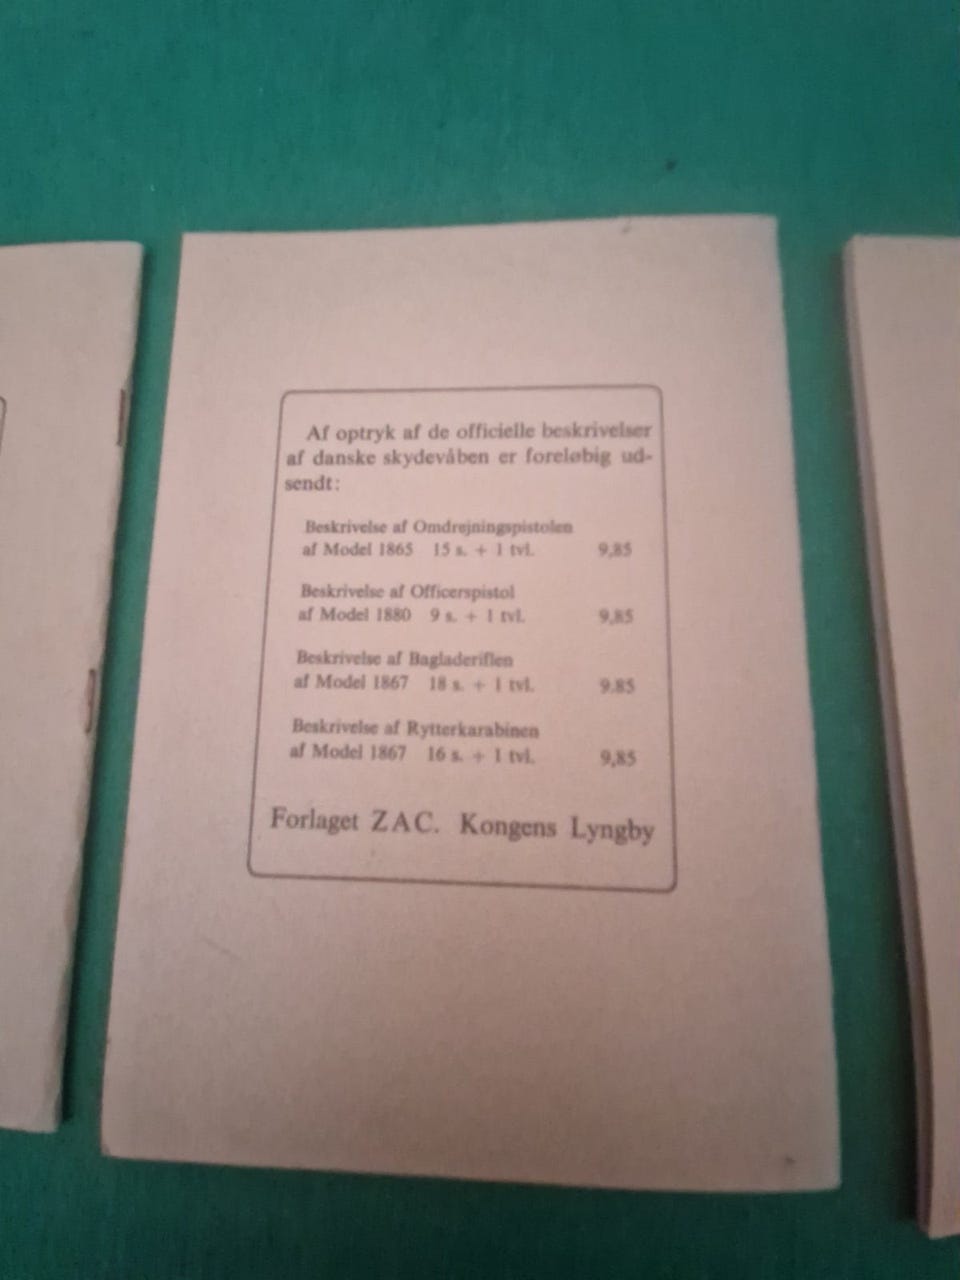 Af optryk af de officielle beskrivelser
af danske skydevåben er foreløbig ud-
sendt:
Beskrivelse af Omdrejningspistolen
af Model 1865 15 s. + 1 tvl. 9,85
Beskrivelse af Officerspistol
af Model 1880 9 s. + 1 tvl. 9,85
Beskrivelse af Bagladeriflen
af Model 1867 18 s. + 1 tvl. 9.85
Beskrivelse af Rytterkarabinen
af Model 1867 16 s. + 1 tvl. 9,85
Forlaget ZAC. Kongens Lyngby